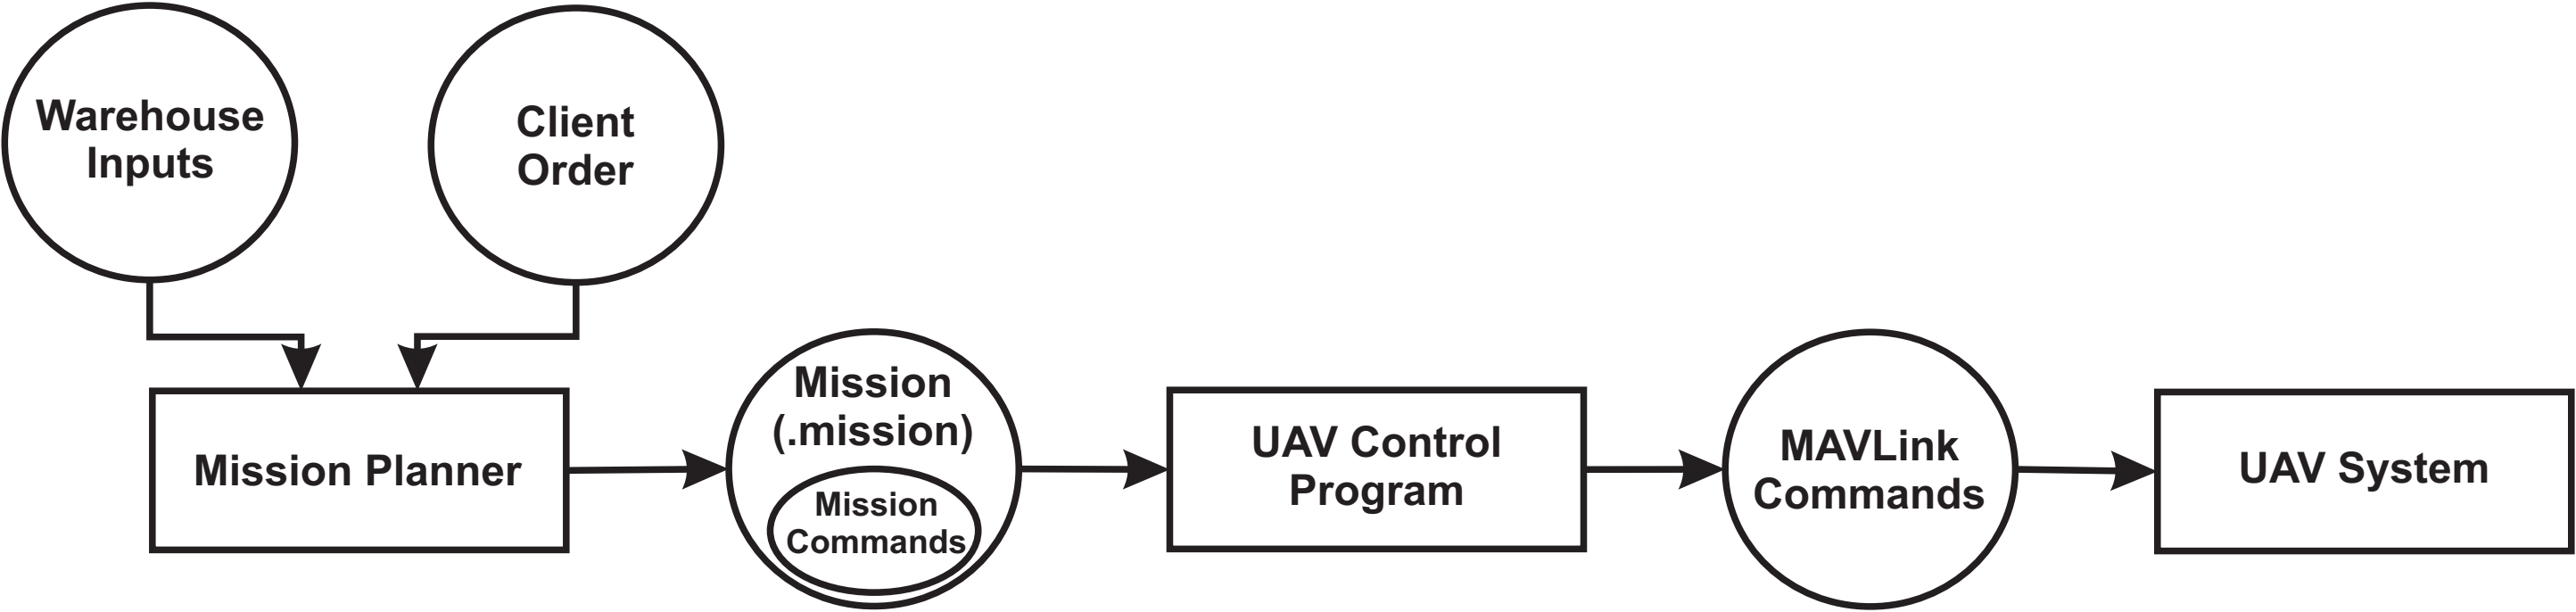 Warehouse
Inputs
Client
Order
Mission Planner
Mission
(.mission)
Mission
Commands
UAV Control
Program
MAVLink
Commands
UAV System